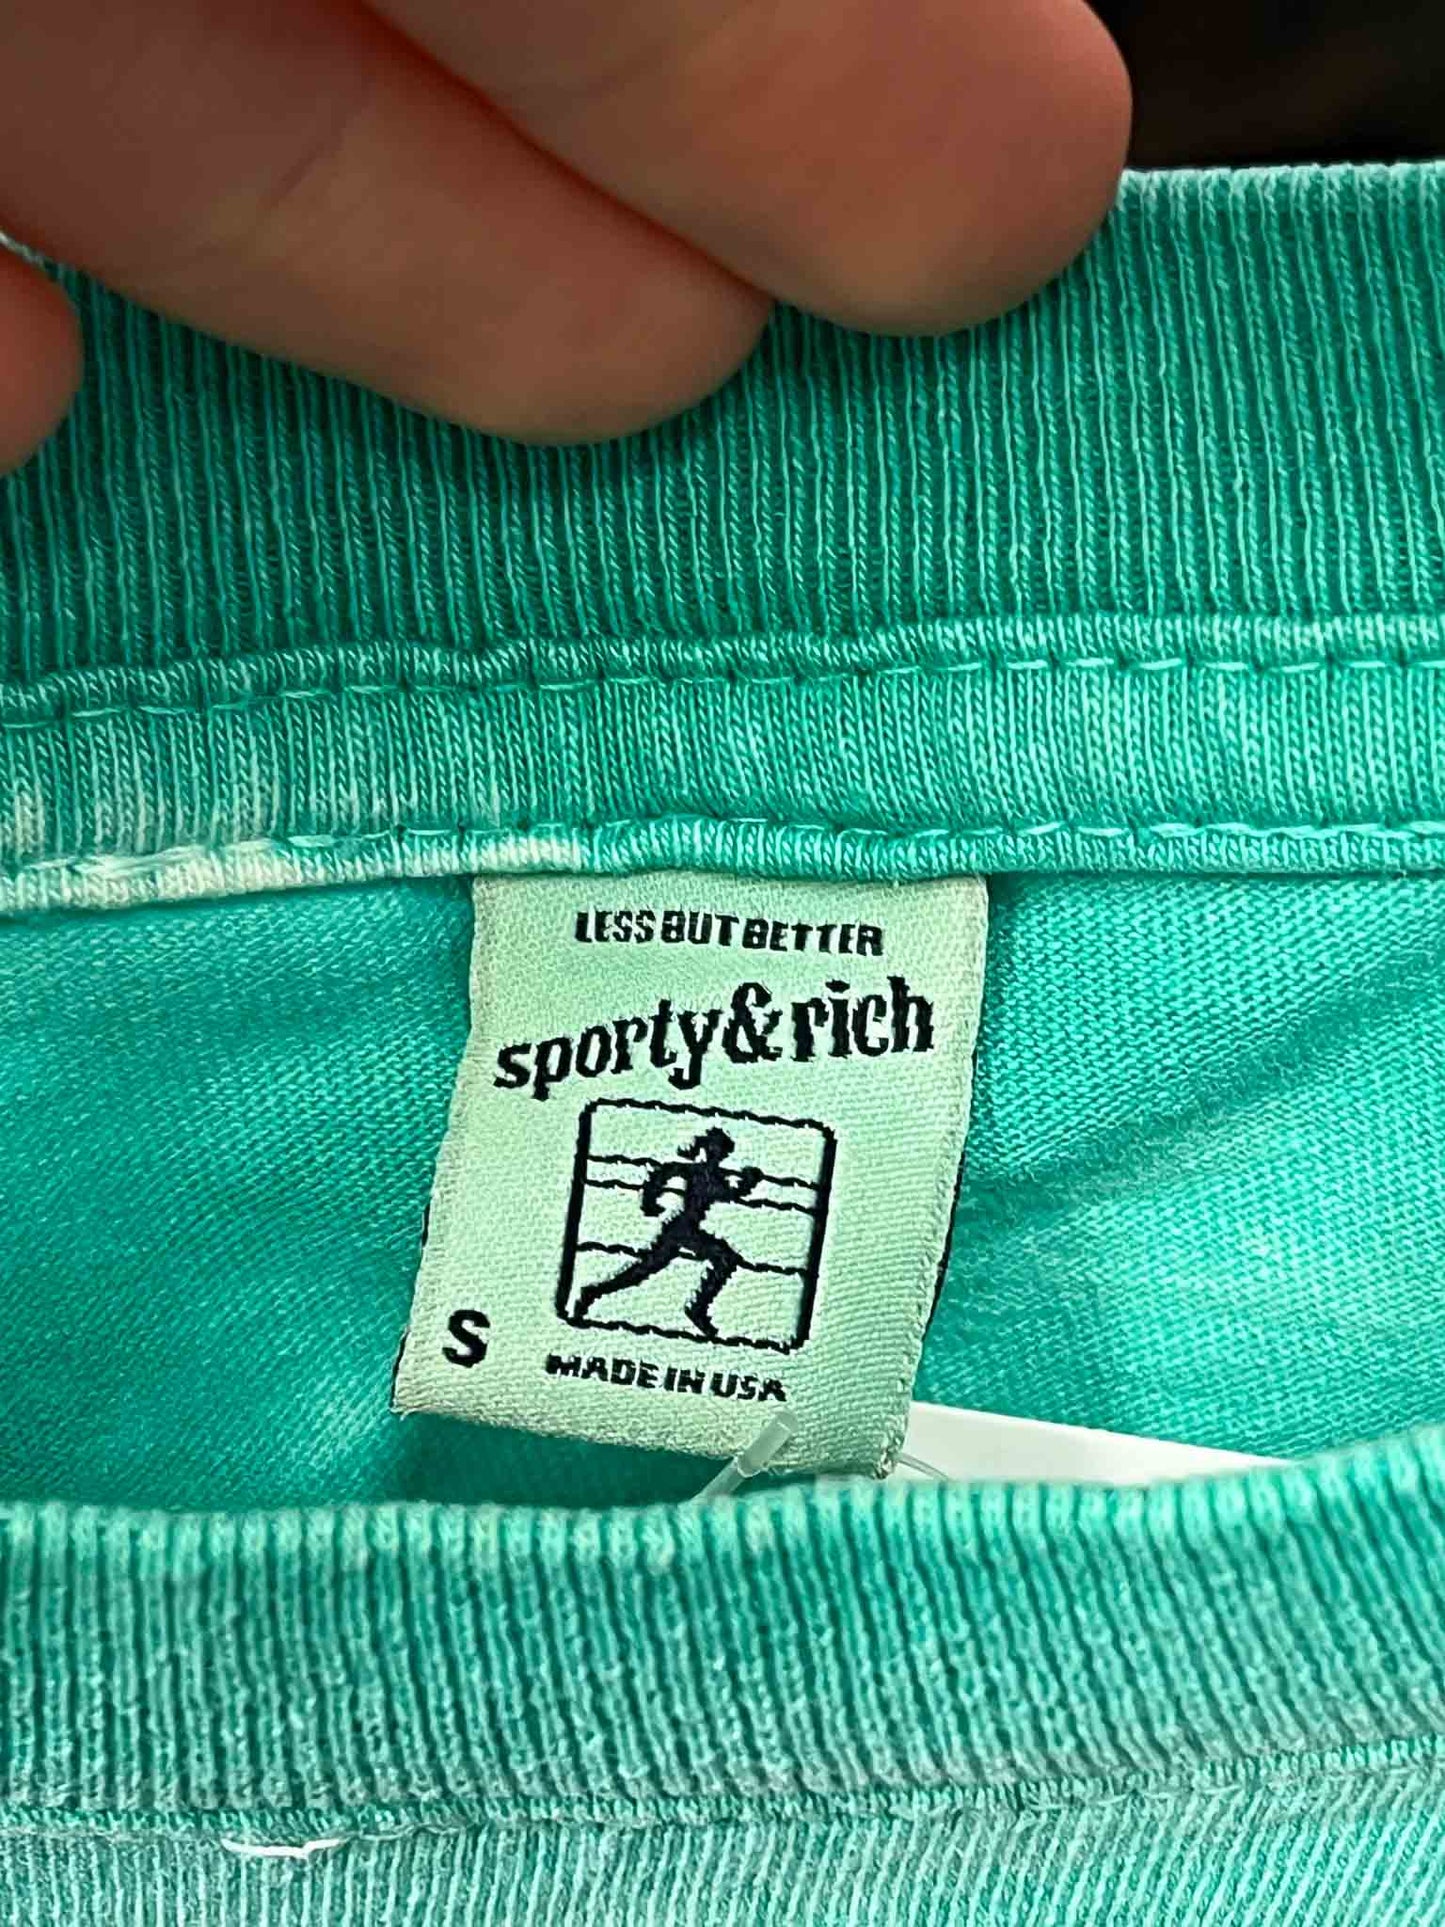 LESS BUT BETTER
sporty&rich
S
MADE IN USA